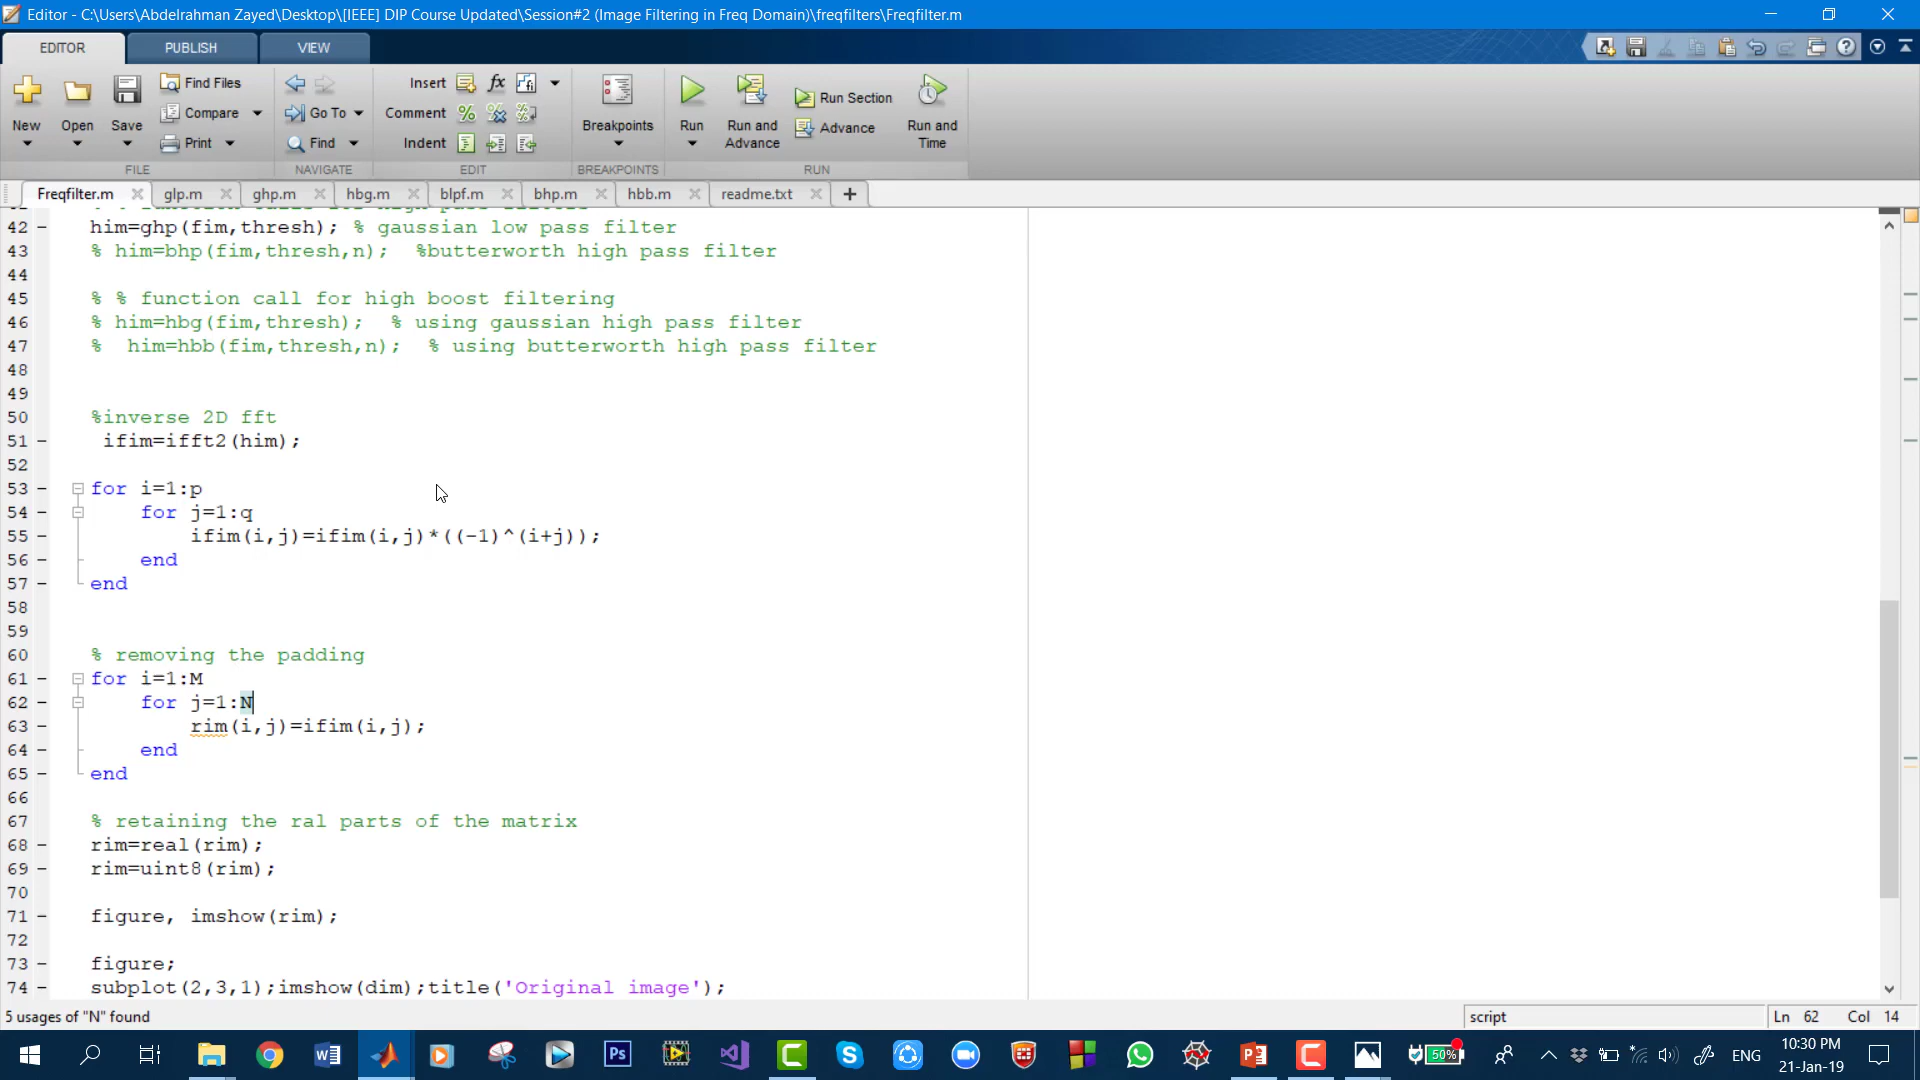 Editor - C:\Users\Abdelrahman Zayed\Desktop\[IEEE] DIP Course Updated\Session#2 (Image Filtering in Freq Domain)\freqfilters\Freqfilter.m
EDITOR PUBLISH VIEW
New Open Save Find Files Compare Print
Go To Find
Insert fx
Comment
Indent
Breakpoints
Run Run and Advance Run Section Advance Run and Time
FILE NAVIGATE EDIT BREAKPOINTS RUN
Freqfilter.m glp.m ghp.m hbg.m blpf.m bhp.m hbb.m readme.txt
42 - him=ghp(fim,thresh); % gaussian low pass filter
43 % him=bhp(fim,thresh,n);  %butterworth high pass filter
44
45 % % function call for high boost filtering
46 % him=hbg(fim,thresh);  % using gaussian high pass filter
47 %  him=hbb(fim,thresh,n);  % using butterworth high pass filter
48
49
50 %inverse 2D fft
51 - ifim=ifft2(him);
52
53 - for i=1:p
54 - for j=1:q
55 - ifim(i,j)=ifim(i,j)*((-1)^(i+j));
56 - end
57 - end
58
59
60 % removing the padding
61 - for i=1:M
62 - for j=1:N
63 - rim(i,j)=ifim(i,j);
64 - end
65 - end
66
67 % retaining the ral parts of the matrix
68 - rim=real(rim);
69 - rim=uint8(rim);
70
71 - figure, imshow(rim);
72
73 - figure;
74 - subplot(2,3,1);imshow(dim);title('Original image');
5 usages of "N" found
script
Ln 62 Col 14
50%
ENG
10:30 PM
21-Jan-19